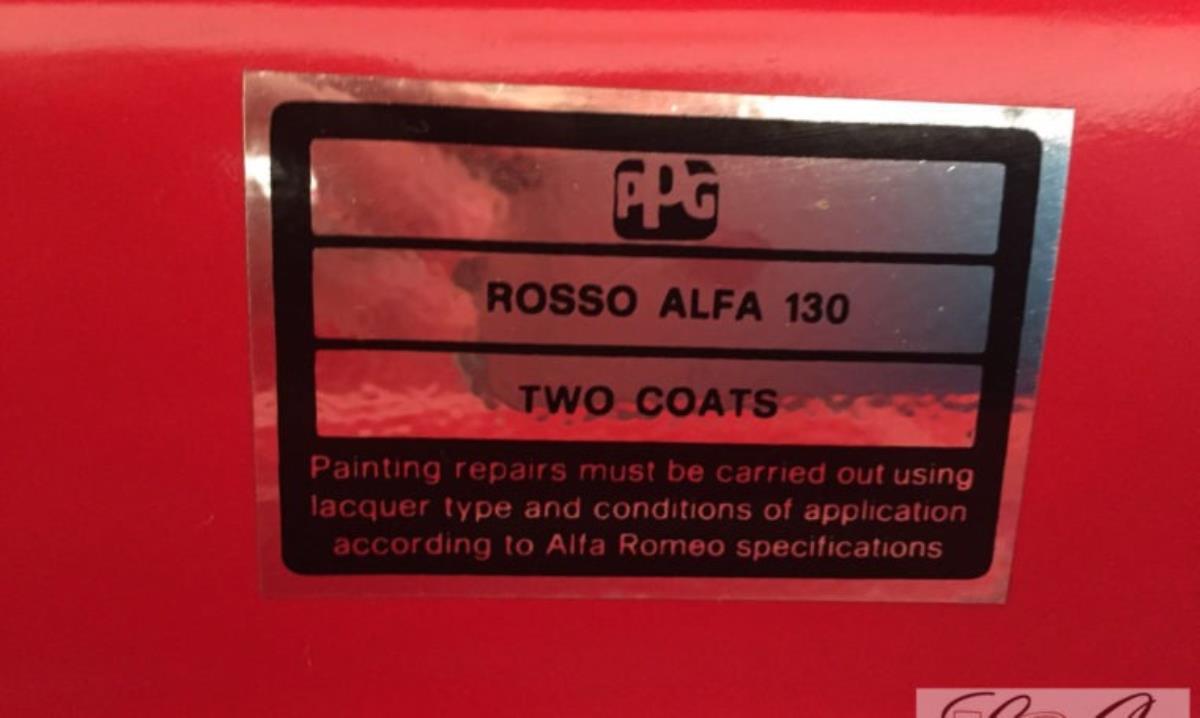 PPG
ROSSO ALFA 130
TWO COATS
Painting repairs must be carried out using
lacquer type and conditions of application
according to Alfa Romeo specifications